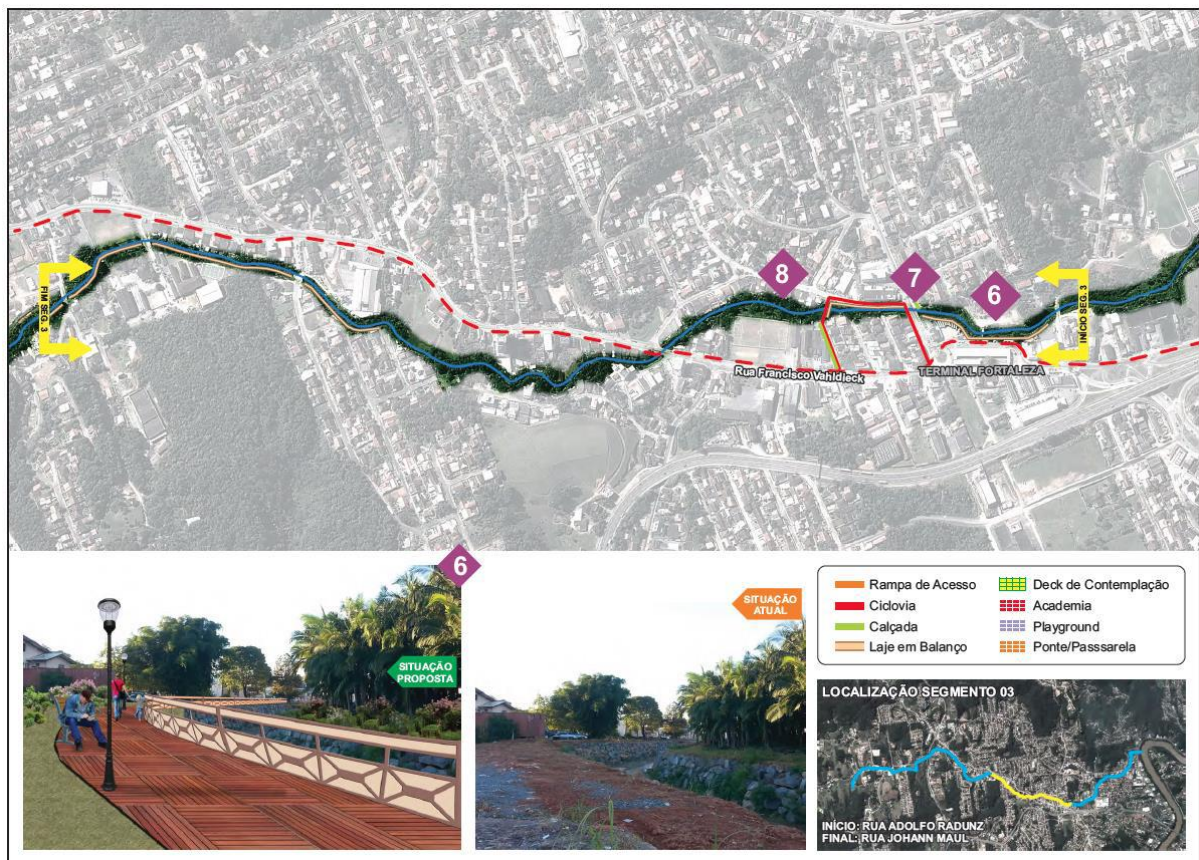 8
7
6
FIM SEG. 3
INÍCIO SEG. 3
Rua Francisco Vahldieck
TERMINAL FORTALEZA
6
SITUAÇÃO
PROPOSTA
SITUAÇÃO
ATUAL
Rampa de Acesso
Ciclovia
Calçada
Laje em Balanço
Deck de Contemplação
Academia
Playground
Ponte/Passsarela
LOCALIZAÇÃO SEGMENTO 03
INÍCIO: RUA ADOLFO RADUNZ
FINAL: RUA JOHANN MAUL